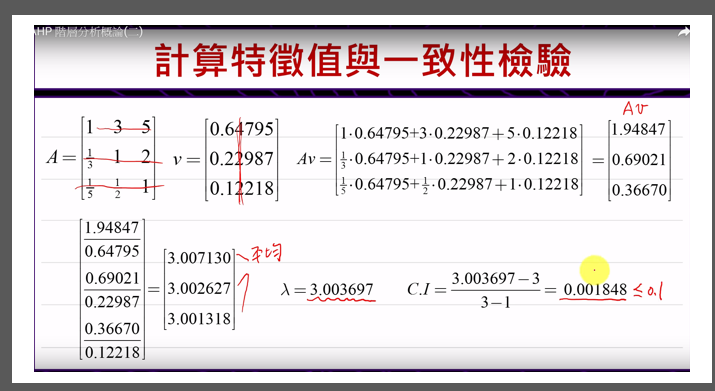 AHP 階層分析概論(二)
計算特徵值與一致性檢驗
Av
A = [1 3 5] v = [0.64795] Av = [1·0.64795+3·0.22987+5·0.12218] = [1.94847]
[1/3 1 2] [0.22987] [1/3·0.64795+1·0.22987+2·0.12218] [0.69021]
[1/5 1/2 1] [0.12218] [1/5·0.64795+1/2·0.22987+1·0.12218] [0.36670]
[1.94847/0.64795] = [3.007130] 平均
[0.69021/0.22987] [3.002627] λ = 3.003697 C.I = (3.003697−3)/(3−1) = 0.001848 ≤ 0.1
[0.36670/0.12218] [3.001318]